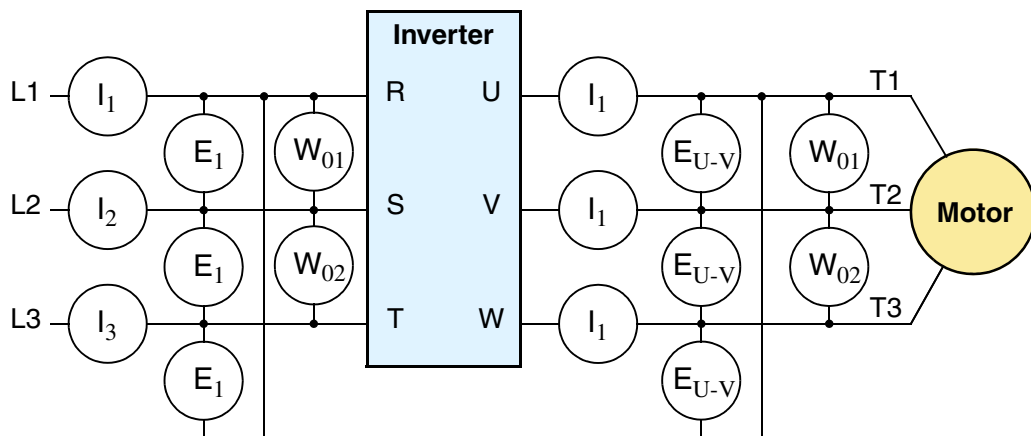 Inverter
L1 I1 R U I1 T1
E1 W01 EU-V W01
L2 I2 S V I1 T2 Motor
E1 W02 EU-V W02
L3 I3 T W I1 T3
E1 EU-V